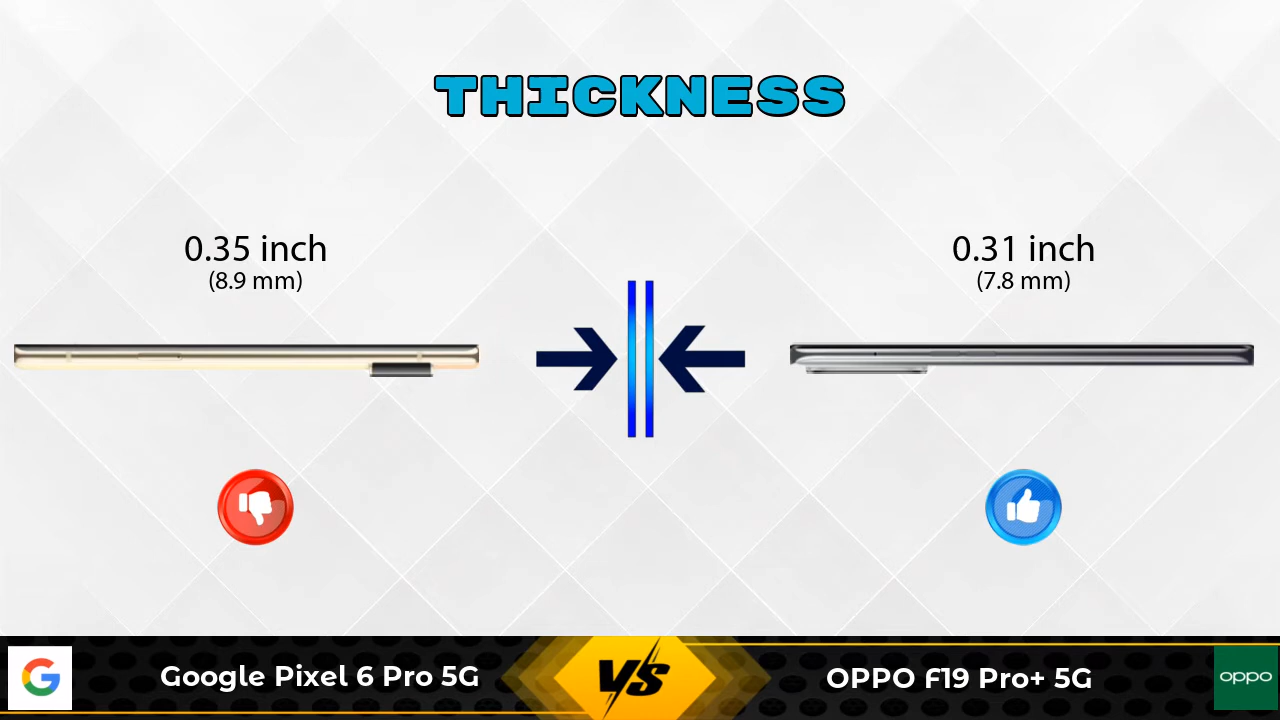 THICKNESS
0.35 inch
(8.9 mm)
0.31 inch
(7.8 mm)
G
Google Pixel 6 Pro 5G
VS
OPPO F19 Pro+ 5G
oppo